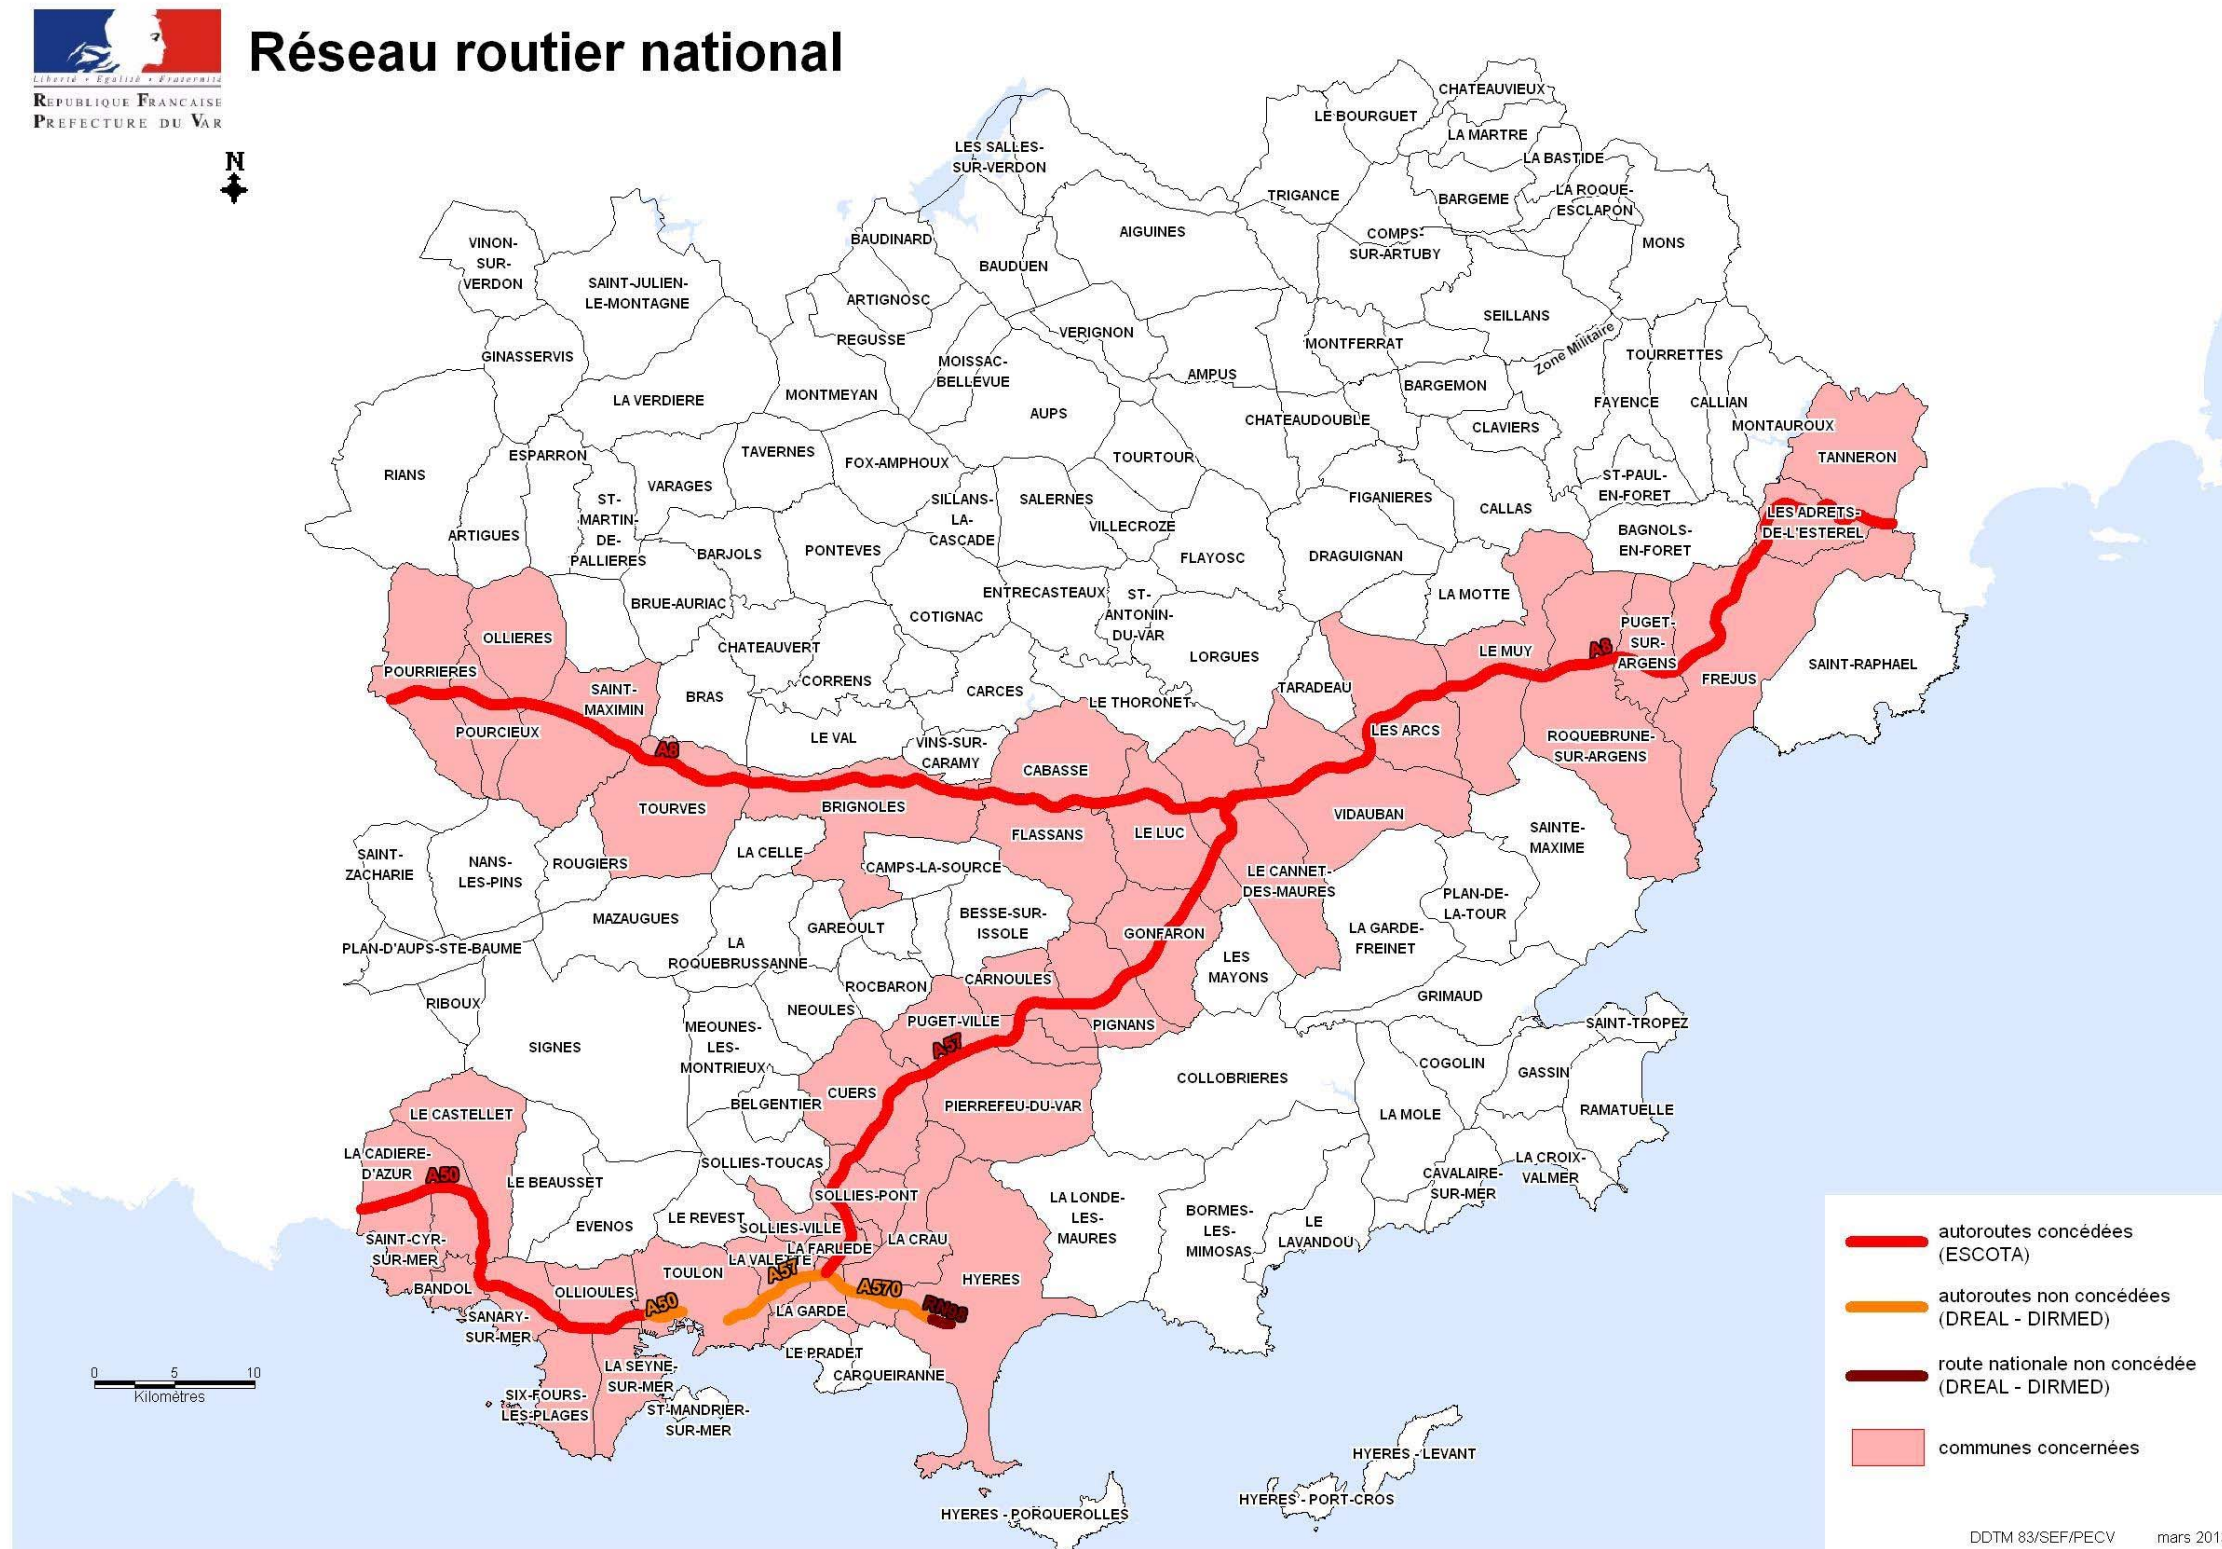 Réseau routier national
Liberté • Egalité • Fraternité
REPUBLIQUE FRANCAISE
PREFECTURE DU VAR
N
CHATEAUVIEUX
LE BOURGUET
LA MARTRE
LES SALLES-
SUR-VERDON
LA BASTIDE
TRIGANCE
BARGEME
LA ROQUE-
ESCLAPON
AIGUINES
COMPS-
SUR-ARTUBY
MONS
VINON-
SUR-
VERDON
BAUDINARD
BAUDUEN
SAINT-JULIEN-
LE-MONTAGNE
ARTIGNOSC
SEILLANS
VERIGNON
REGUSSE
MONTFERRAT
Zone Militaire
TOURRETTES
GINASSERVIS
MOISSAC-
BELLEVUE
AMPUS
BARGEMON
LA VERDIERE
MONTMEYAN
AUPS
CHATEAUDOUBLE
FAYENCE
CALLIAN
CLAVIERS
MONTAUROUX
TANNERON
RIANS
ESPARRON
TAVERNES
FOX-AMPHOUX
TOURTOUR
VARAGES
ST-
MARTIN-
DE-
PALLIERES
SILLANS-
LA-
CASCADE
SALERNES
FIGANIERES
ST-PAUL-
EN-FORET
CALLAS
LES ADRETS-
DE-L'ESTEREL
ARTIGUES
VILLECROZE
BAGNOLS-
EN-FORET
BARJOLS
PONTEVES
FLAYOSC
DRAGUIGNAN
BRUE-AURIAC
ENTRECASTEAUX
ST-
ANTONIN-
DU-VAR
LA MOTTE
COTIGNAC
OLLIERES
CHATEAUVERT
PUGET-
SUR-
ARGENS
A8
LE MUY
LORGUES
SAINT-RAPHAEL
POURRIERES
SAINT-
MAXIMIN
BRAS
CORRENS
CARCES
LE THORONET
TARADEAU
FREJUS
POURCIEUX
A8
LE VAL
VINS-SUR-
CARAMY
LES ARCS
ROQUEBRUNE-
SUR-ARGENS
CABASSE
TOURVES
BRIGNOLES
VIDAUBAN
FLASSANS
LE LUC
SAINTE-
MAXIME
SAINT-
ZACHARIE
NANS-
LES-PINS
ROUGIERS
LA CELLE
CAMPS-LA-SOURCE
LE CANNET-
DES-MAURES
PLAN-DE-
LA-TOUR
MAZAUGUES
GAREOULT
BESSE-SUR-
ISSOLE
GONFARON
LA GARDE-
FREINET
PLAN-D'AUPS-STE-BAUME
LA
ROQUEBRUSSANNE
LES
MAYONS
CARNOULES
ROCBARON
RIBOUX
NEOULES
GRIMAUD
PUGET-VILLE
PIGNANS
SAINT-TROPEZ
SIGNES
MEOUNES-
LES-
MONTRIEUX
A57
COGOLIN
GASSIN
COLLOBRIERES
CUERS
BELGENTIER
PIERREFEU-DU-VAR
LE CASTELLET
LA MOLE
RAMATUELLE
LA CADIERE-
D'AZUR
A50
SOLLIES-TOUCAS
LE BEAUSSET
LA CROIX-
VALMER
CAVALAIRE-
SUR-MER
SOLLIES-PONT
LA LONDE-
LES-
MAURES
BORMES-
LES-
MIMOSAS
LE
LAVANDOU
EVENOS
LE REVEST
SOLLIES-VILLE
LA FARLEDE
LA CRAU
SAINT-CYR-
SUR-MER
LA VALETTE
TOULON
A57
A570
HYERES
BANDOL
OLLIOULES
A50
RN98
LA GARDE
SANARY-
SUR-MER
LE PRADET
CARQUEIRANNE
LA SEYNE-
SUR-MER
SIX-FOURS-
LES-PLAGES
ST-MANDRIER-
SUR-MER
HYERES - LEVANT
HYERES - PORT-CROS
HYERES - PORQUEROLLES
0 5 10
Kilomètres
autoroutes concédées
(ESCOTA)
autoroutes non concédées
(DREAL - DIRMED)
route nationale non concédée
(DREAL - DIRMED)
communes concernées
DDTM 83/SEF/PECV mars 201